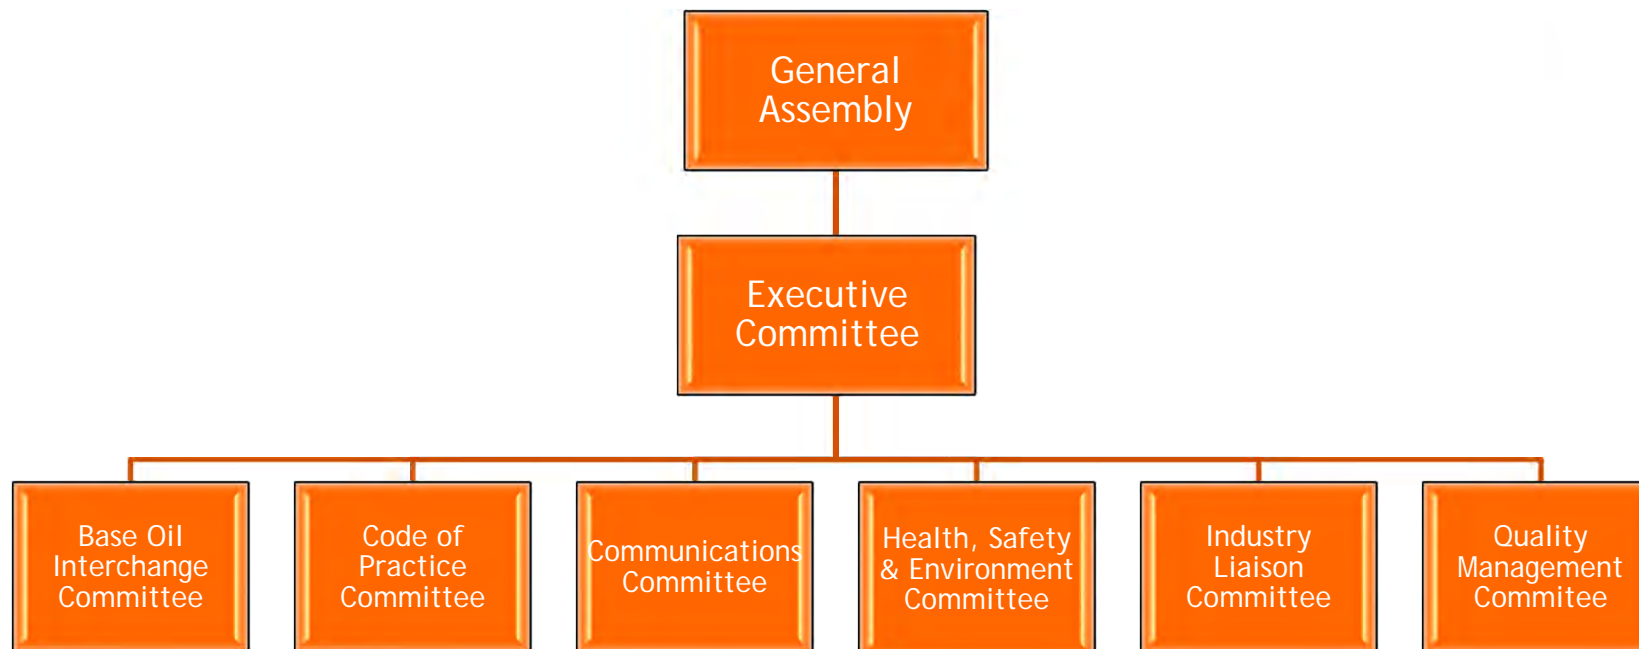 General
Assembly
Executive
Committee
Base Oil
Interchange
Committee
Code of
Practice
Committee
Communications
Committee
Health, Safety
& Environment
Committee
Industry
Liaison
Committee
Quality
Management
Commitee